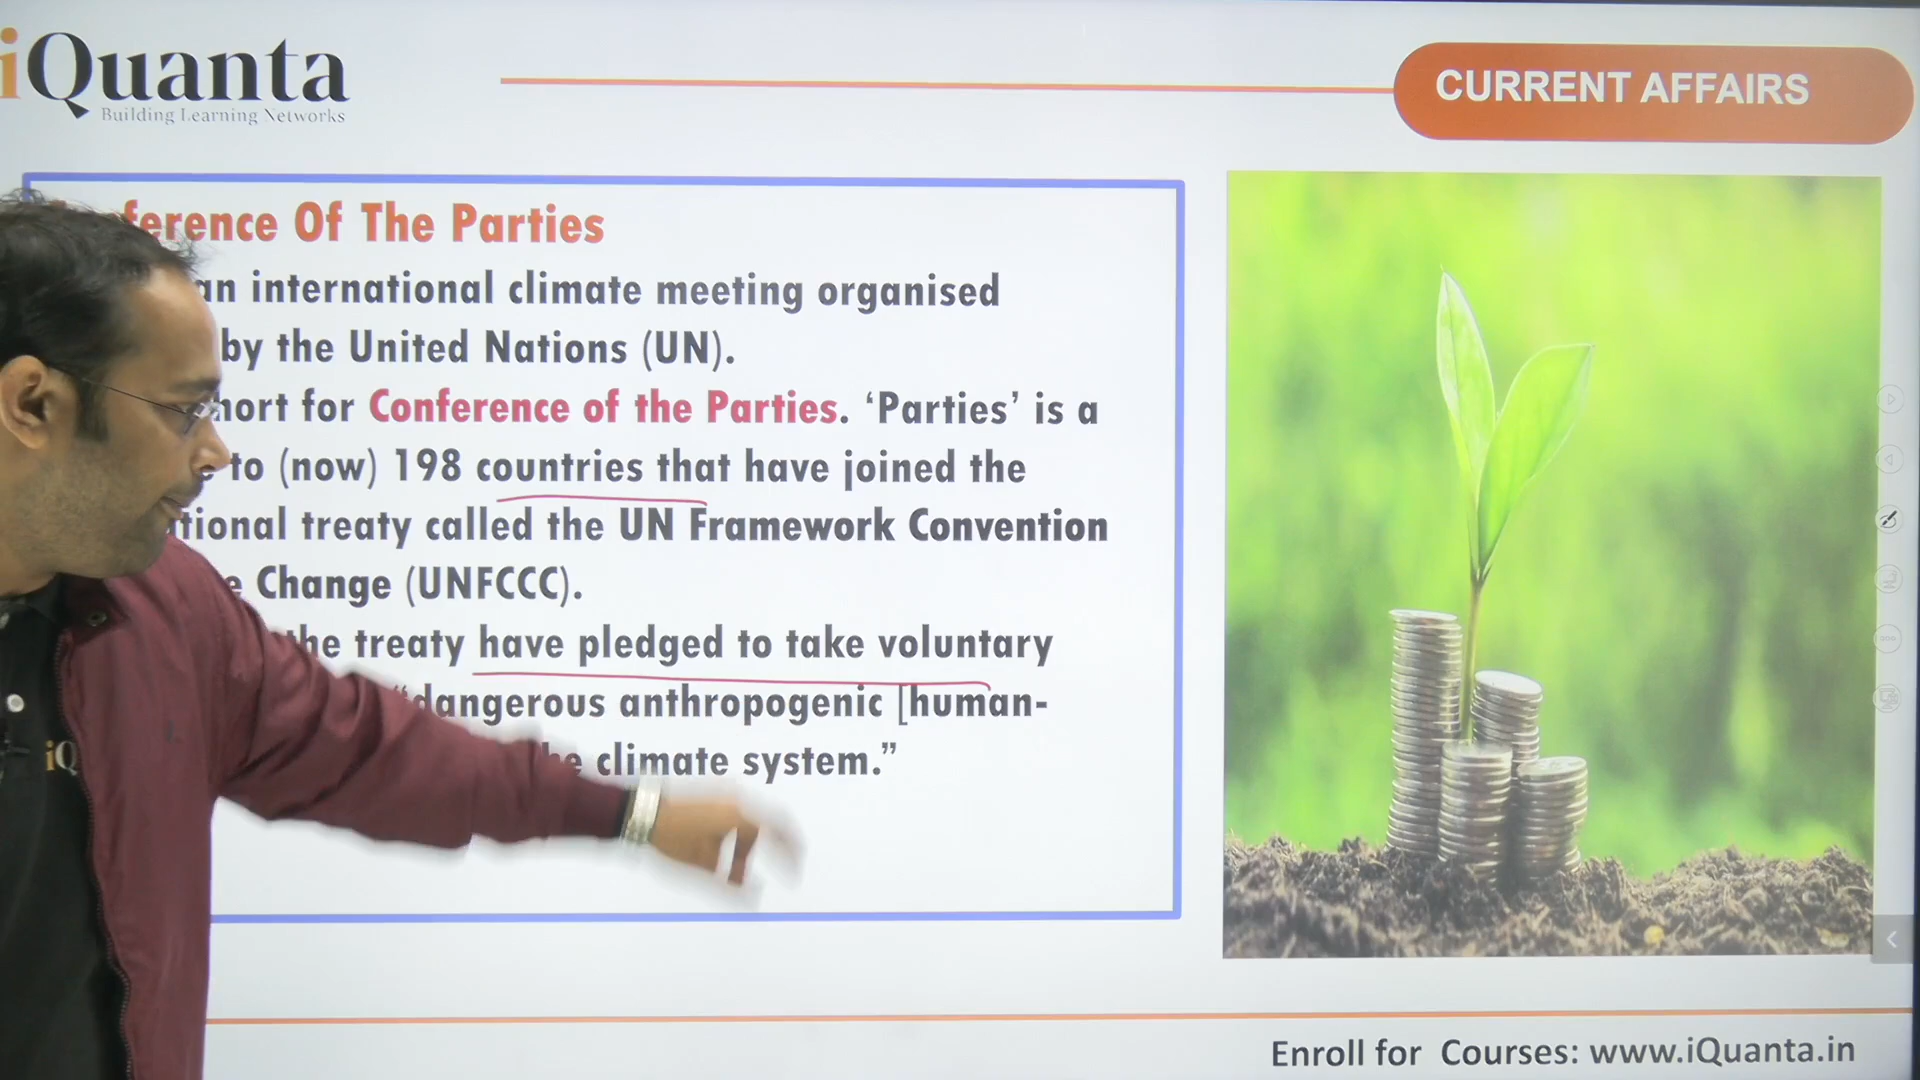 iQuanta
Building Learning Networks
CURRENT AFFAIRS
ference Of The Parties
an international climate meeting organised
by the United Nations (UN).
hort for Conference of the Parties. ‘Parties’ is a
to (now) 198 countries that have joined the
tional treaty called the UN Framework Convention
e Change (UNFCCC).
the treaty have pledged to take voluntary
“dangerous anthropogenic [human-
e climate system.”
iQ
Enroll for Courses: www.iQuanta.in